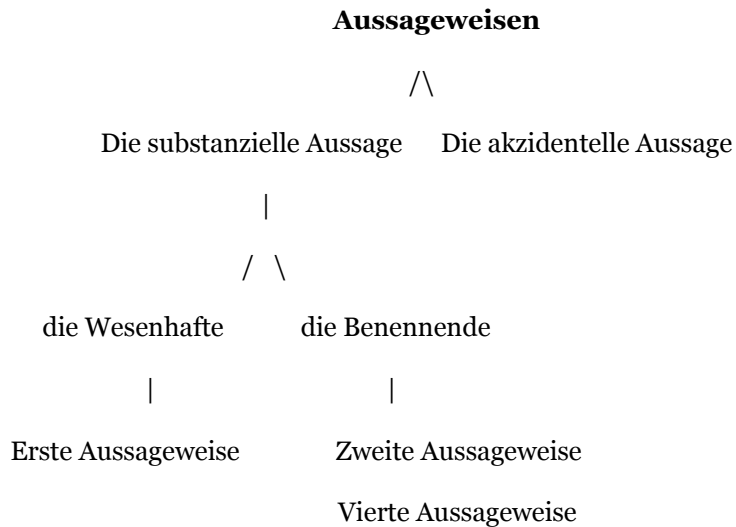 Aussageweisen
/\
Die substanzielle Aussage Die akzidentelle Aussage
|
/ \
die Wesenhafte die Benennende
| |
Erste Aussageweise Zweite Aussageweise
Vierte Aussageweise